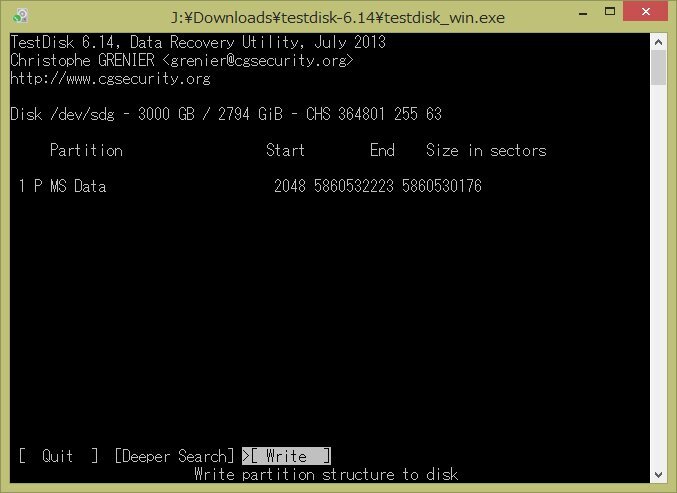 J:¥Downloads¥testdisk-6.14¥testdisk_win.exe
TestDisk 6.14, Data Recovery Utility, July 2013
Christophe GRENIER <grenier@cgsecurity.org>
http://www.cgsecurity.org
Disk /dev/sdg - 3000 GB / 2794 GiB - CHS 364801 255 63
Partition Start End Size in sectors
1 P MS Data 2048 5860532223 5860530176
[ Quit ] [Deeper Search] >[ Write ]
Write partition structure to disk